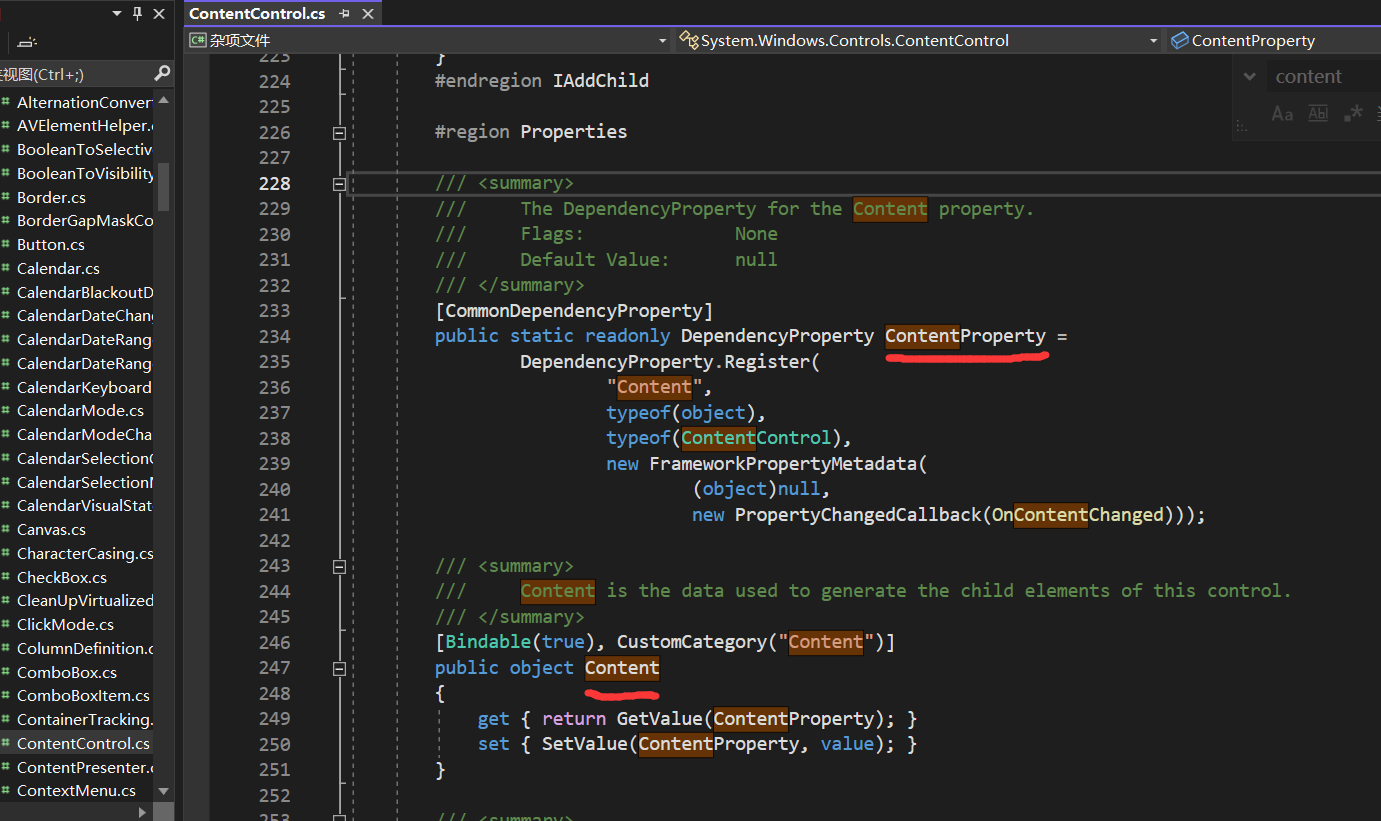 ContentControl.cs
C# 杂项文件
System.Windows.Controls.ContentControl
ContentProperty
视图(Ctrl+;)
content
Aa Abl .*
AlternationConver
AVElementHelper.
BooleanToSelectiv
BooleanToVisibility
Border.cs
BorderGapMaskCo
Button.cs
Calendar.cs
CalendarBlackoutD
CalendarDateChan
CalendarDateRang
CalendarDateRang
CalendarKeyboard
CalendarMode.cs
CalendarModeCha
CalendarSelection
CalendarSelection
CalendarVisualStat
Canvas.cs
CharacterCasing.cs
CheckBox.cs
CleanUpVirtualized
ClickMode.cs
ColumnDefinition.
ComboBox.cs
ComboBoxItem.cs
ContainerTracking.
ContentControl.cs
ContentPresenter.
ContextMenu.cs
223 }
224 #endregion IAddChild
225
226 #region Properties
227
228 /// <summary>
229 /// The DependencyProperty for the Content property.
230 /// Flags: None
231 /// Default Value: null
232 /// </summary>
233 [CommonDependencyProperty]
234 public static readonly DependencyProperty ContentProperty =
235 DependencyProperty.Register(
236 "Content",
237 typeof(object),
238 typeof(ContentControl),
239 new FrameworkPropertyMetadata(
240 (object)null,
241 new PropertyChangedCallback(OnContentChanged)));
242
243 /// <summary>
244 /// Content is the data used to generate the child elements of this control.
245 /// </summary>
246 [Bindable(true), CustomCategory("Content")]
247 public object Content
248 {
249 get { return GetValue(ContentProperty); }
250 set { SetValue(ContentProperty, value); }
251 }
252
253 /// <summary>